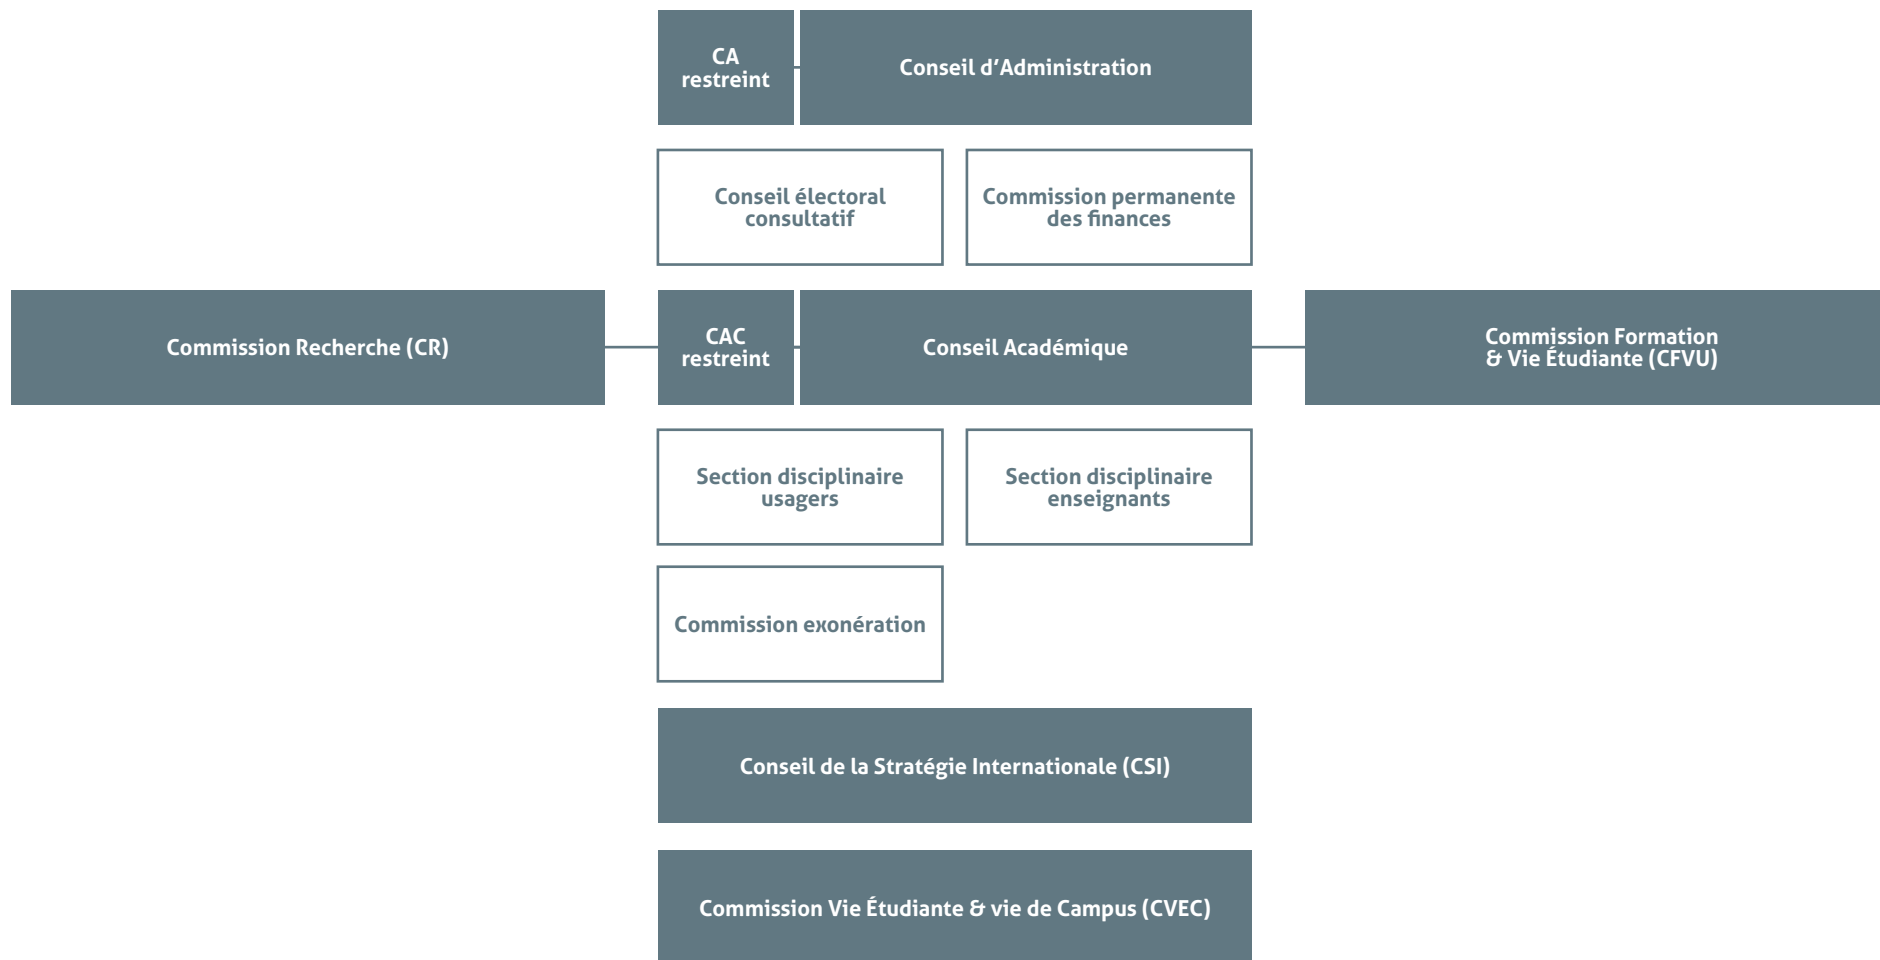 CA
restreint
Conseil d’Administration
Conseil électoral
consultatif
Commission permanente
des finances
Commission Recherche (CR)
CAC
restreint
Conseil Académique
Commission Formation
& Vie Étudiante (CFVU)
Section disciplinaire
usagers
Section disciplinaire
enseignants
Commission exonération
Conseil de la Stratégie Internationale (CSI)
Commission Vie Étudiante & vie de Campus (CVEC)